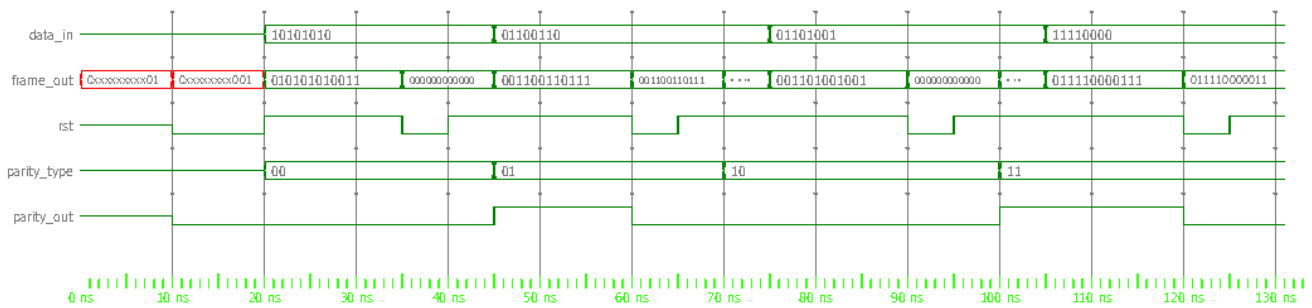 data_in 10101010 01100110 01101001 11110000
frame_out 0xxxxxxxxx01 0xxxxxxxx001 010101010011 000000000000 001100110111 001100110111 ... 001101001001 000000000000 ... 011110000111 011110000011
rst
parity_type 00 01 10 11
parity_out
0 ns 10 ns 20 ns 30 ns 40 ns 50 ns 60 ns 70 ns 80 ns 90 ns 100 ns 110 ns 120 ns 130 ns